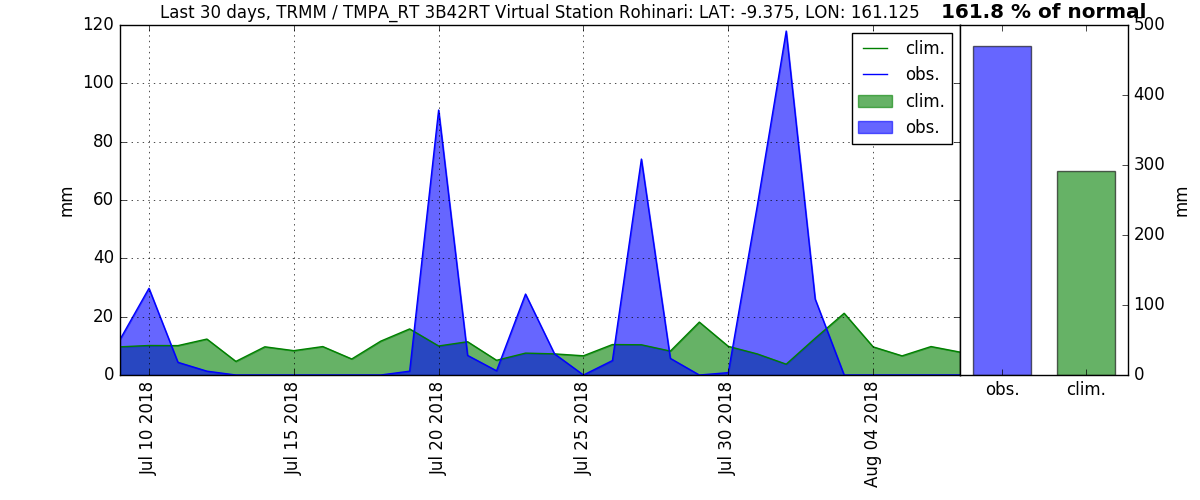 Last 30 days, TRMM / TMPA_RT 3B42RT Virtual Station Rohinari: LAT: -9.375, LON: 161.125
161.8 % of normal
120
100
80
60
40
20
0
mm
clim.
obs.
clim.
obs.
Jul 10 2018
Jul 15 2018
Jul 20 2018
Jul 25 2018
Jul 30 2018
Aug 04 2018
500
400
300
200
100
0
mm
obs.
clim.